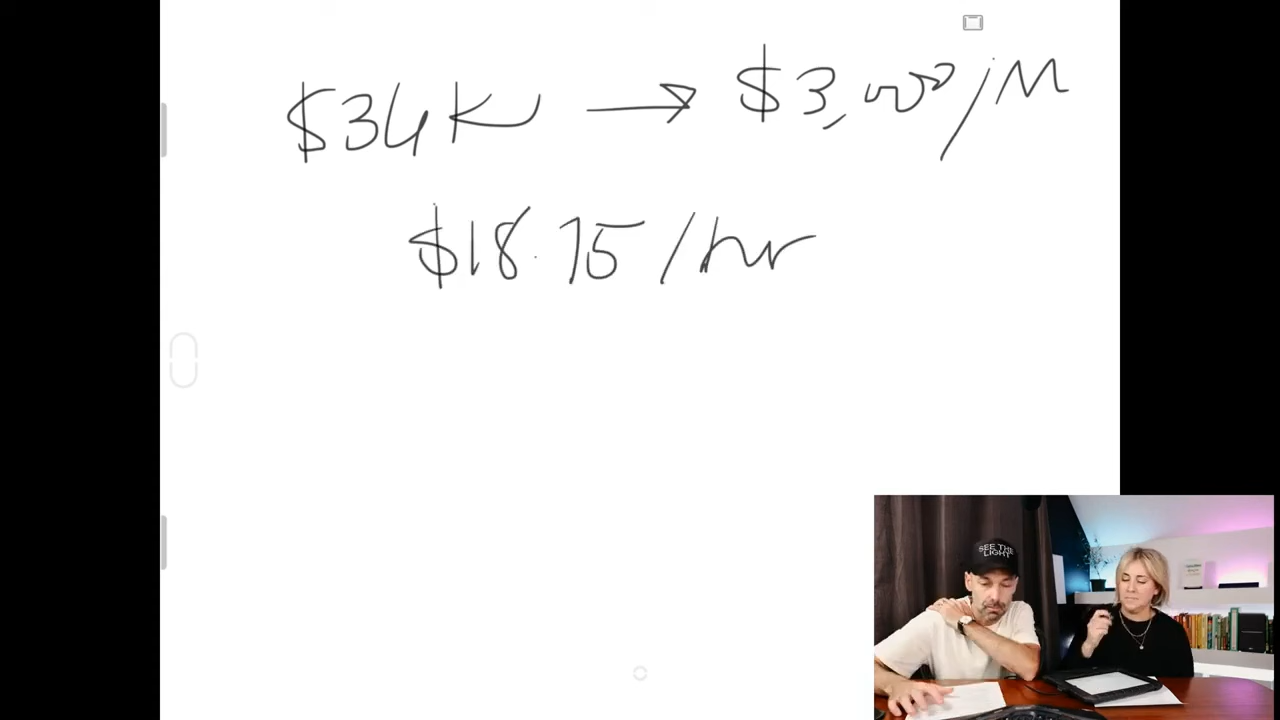 $34K → $3,000/M
$18.75/hr
SEE THE
LIGHT